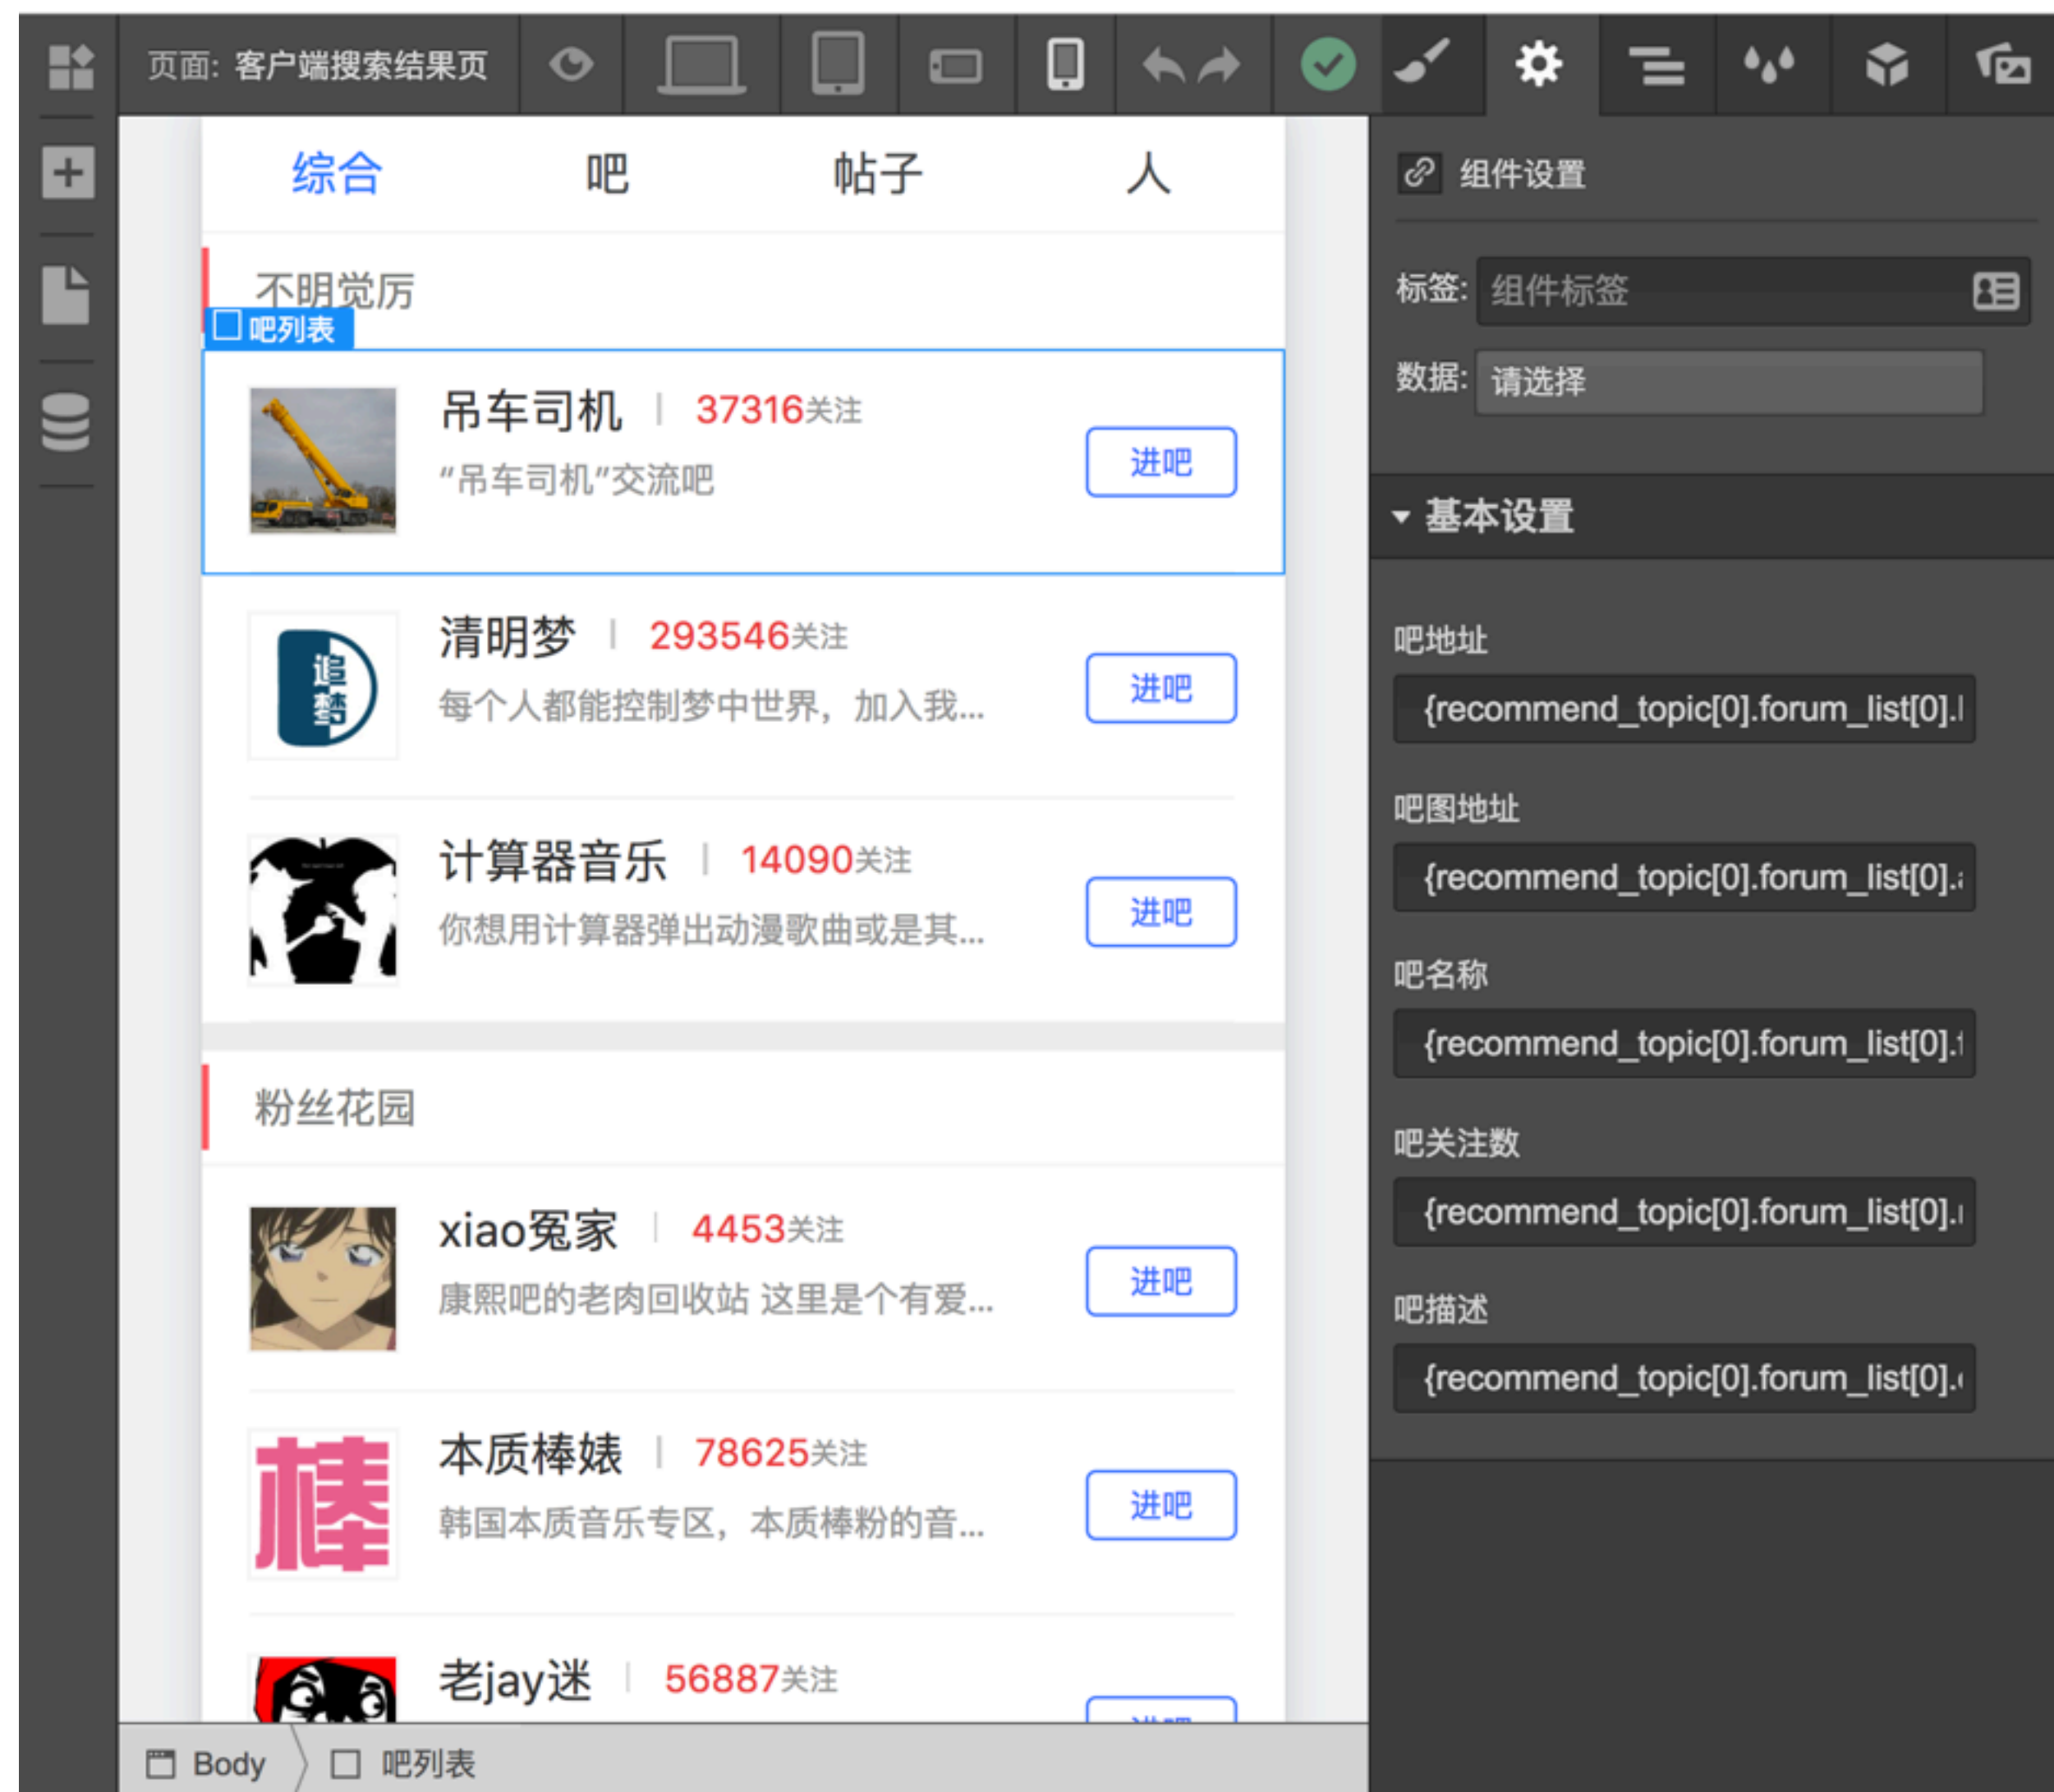 页面: 客户端搜索结果页
综合 吧 帖子 人
不明觉厉
吧列表
吊车司机 | 37316关注
“吊车司机”交流吧
进吧
追梦
清明梦 | 293546关注
每个人都能控制梦中世界，加入我...
进吧
计算器音乐 | 14090关注
你想用计算器弹出动漫歌曲或是其...
进吧
粉丝花园
xiao冤家 | 4453关注
康熙吧的老肉回收站 这里是个有爱...
进吧
棒
本质棒婊 | 78625关注
韩国本质音乐专区，本质棒粉的音...
进吧
老jay迷 | 56887关注
进吧
Body
吧列表
组件设置
标签: 组件标签
数据: 请选择
基本设置
吧地址
{recommend_topic[0].forum_list[0].
吧图地址
{recommend_topic[0].forum_list[0].
吧名称
{recommend_topic[0].forum_list[0].
吧关注数
{recommend_topic[0].forum_list[0].
吧描述
{recommend_topic[0].forum_list[0].